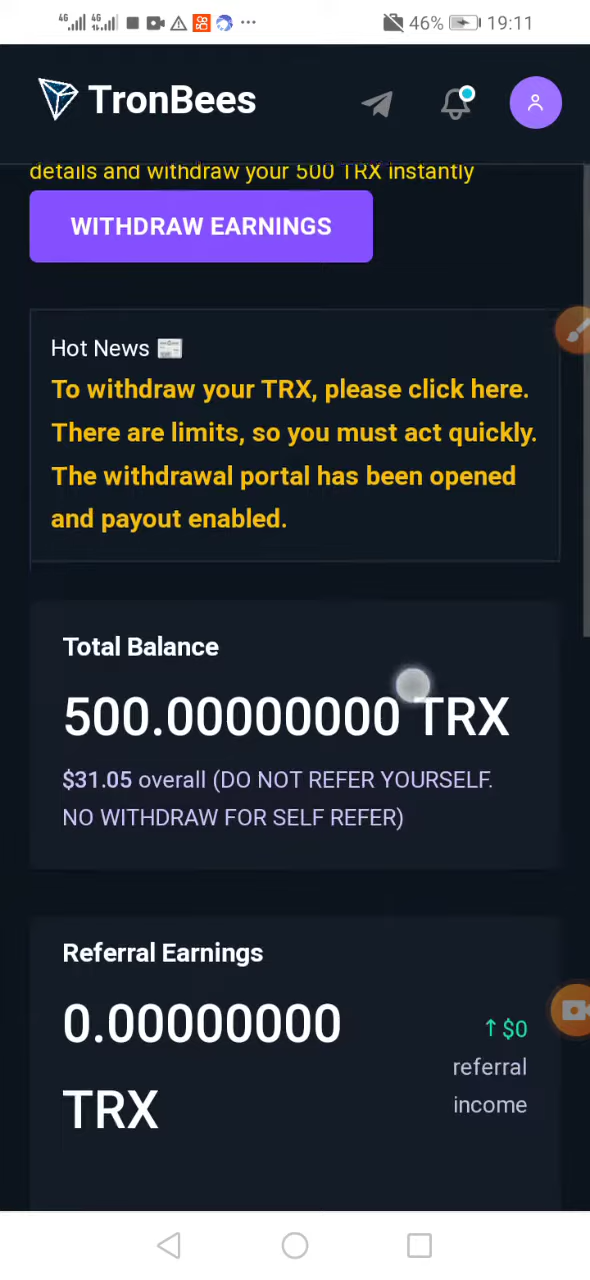 4G 4G 46% 19:11
TronBees
details and withdraw your 500 TRX instantly
WITHDRAW EARNINGS
Hot News
To withdraw your TRX, please click here.
There are limits, so you must act quickly.
The withdrawal portal has been opened
and payout enabled.
Total Balance
500.00000000 TRX
$31.05 overall (DO NOT REFER YOURSELF.
NO WITHDRAW FOR SELF REFER)
Referral Earnings
0.00000000
TRX
↑ $0
referral
income